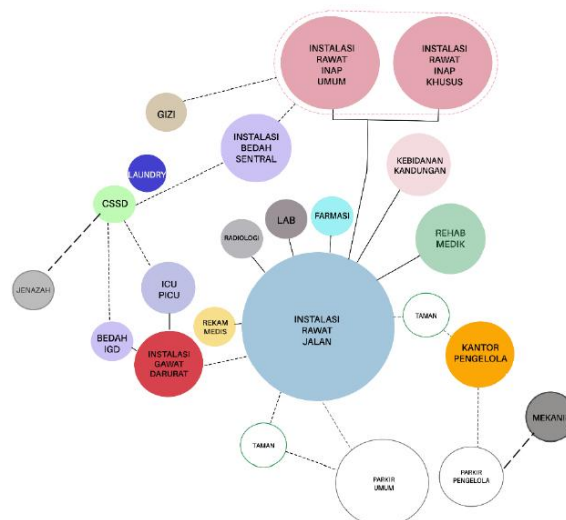 INSTALASI
RAWAT
INAP
UMUM
INSTALASI
RAWAT
INAP
KHUSUS
GIZI
INSTALASI
BEDAH
SENTRAL
LAUNDRY
KEBIDANAN
KANDUNGAN
CSSD
LAB
FARMASI
RADIOLOGI
REHAB
MEDIK
JENAZAH
ICU
PICU
REKAM
MEDIS
INSTALASI
RAWAT
JALAN
TAMAN
BEDAH
IGD
INSTALASI
GAWAT
DARURAT
KANTOR
PENGELOLA
MEKANI
TAMAN
PARKIR
UMUM
PARKIR
PENGELOLA